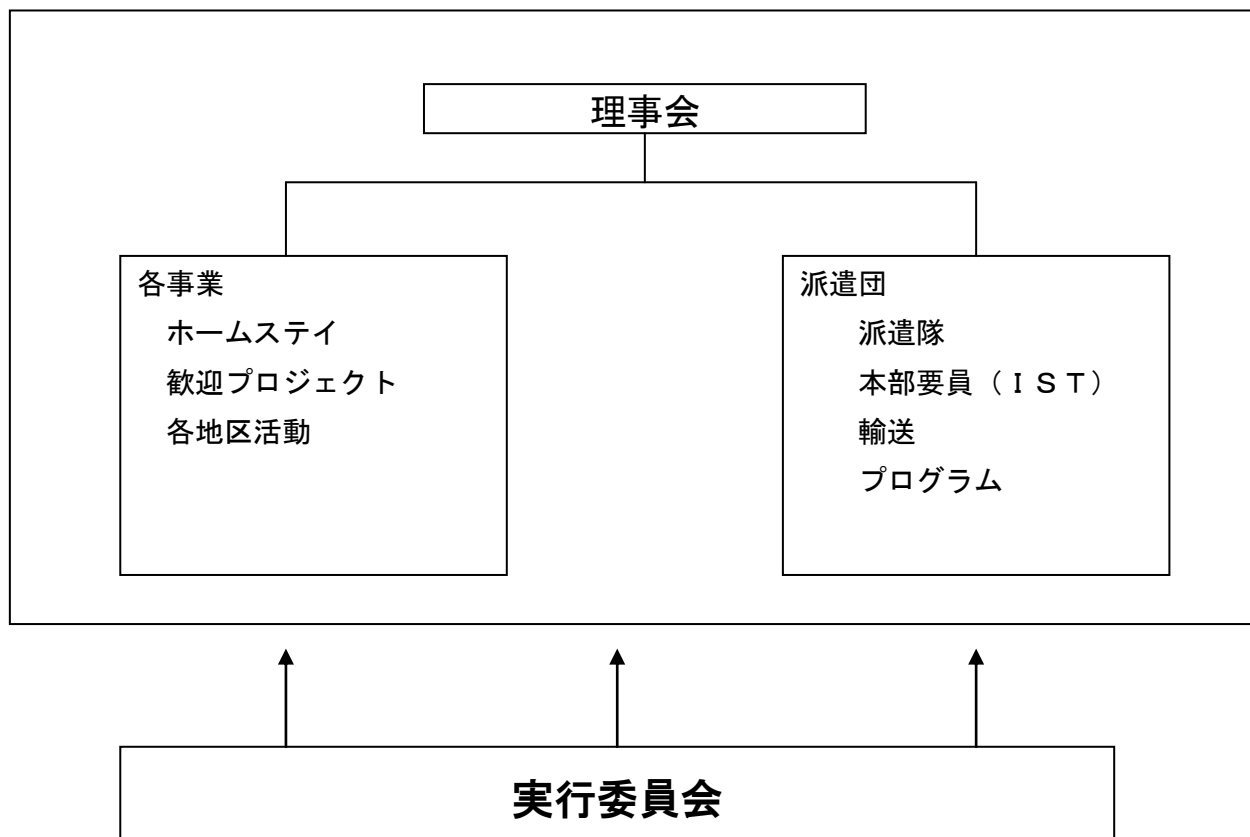 理事会
各事業
ホームステイ
歓迎プロジェクト
各地区活動
派遣団
派遣隊
本部要員（ＩＳＴ）
輸送
プログラム
実行委員会